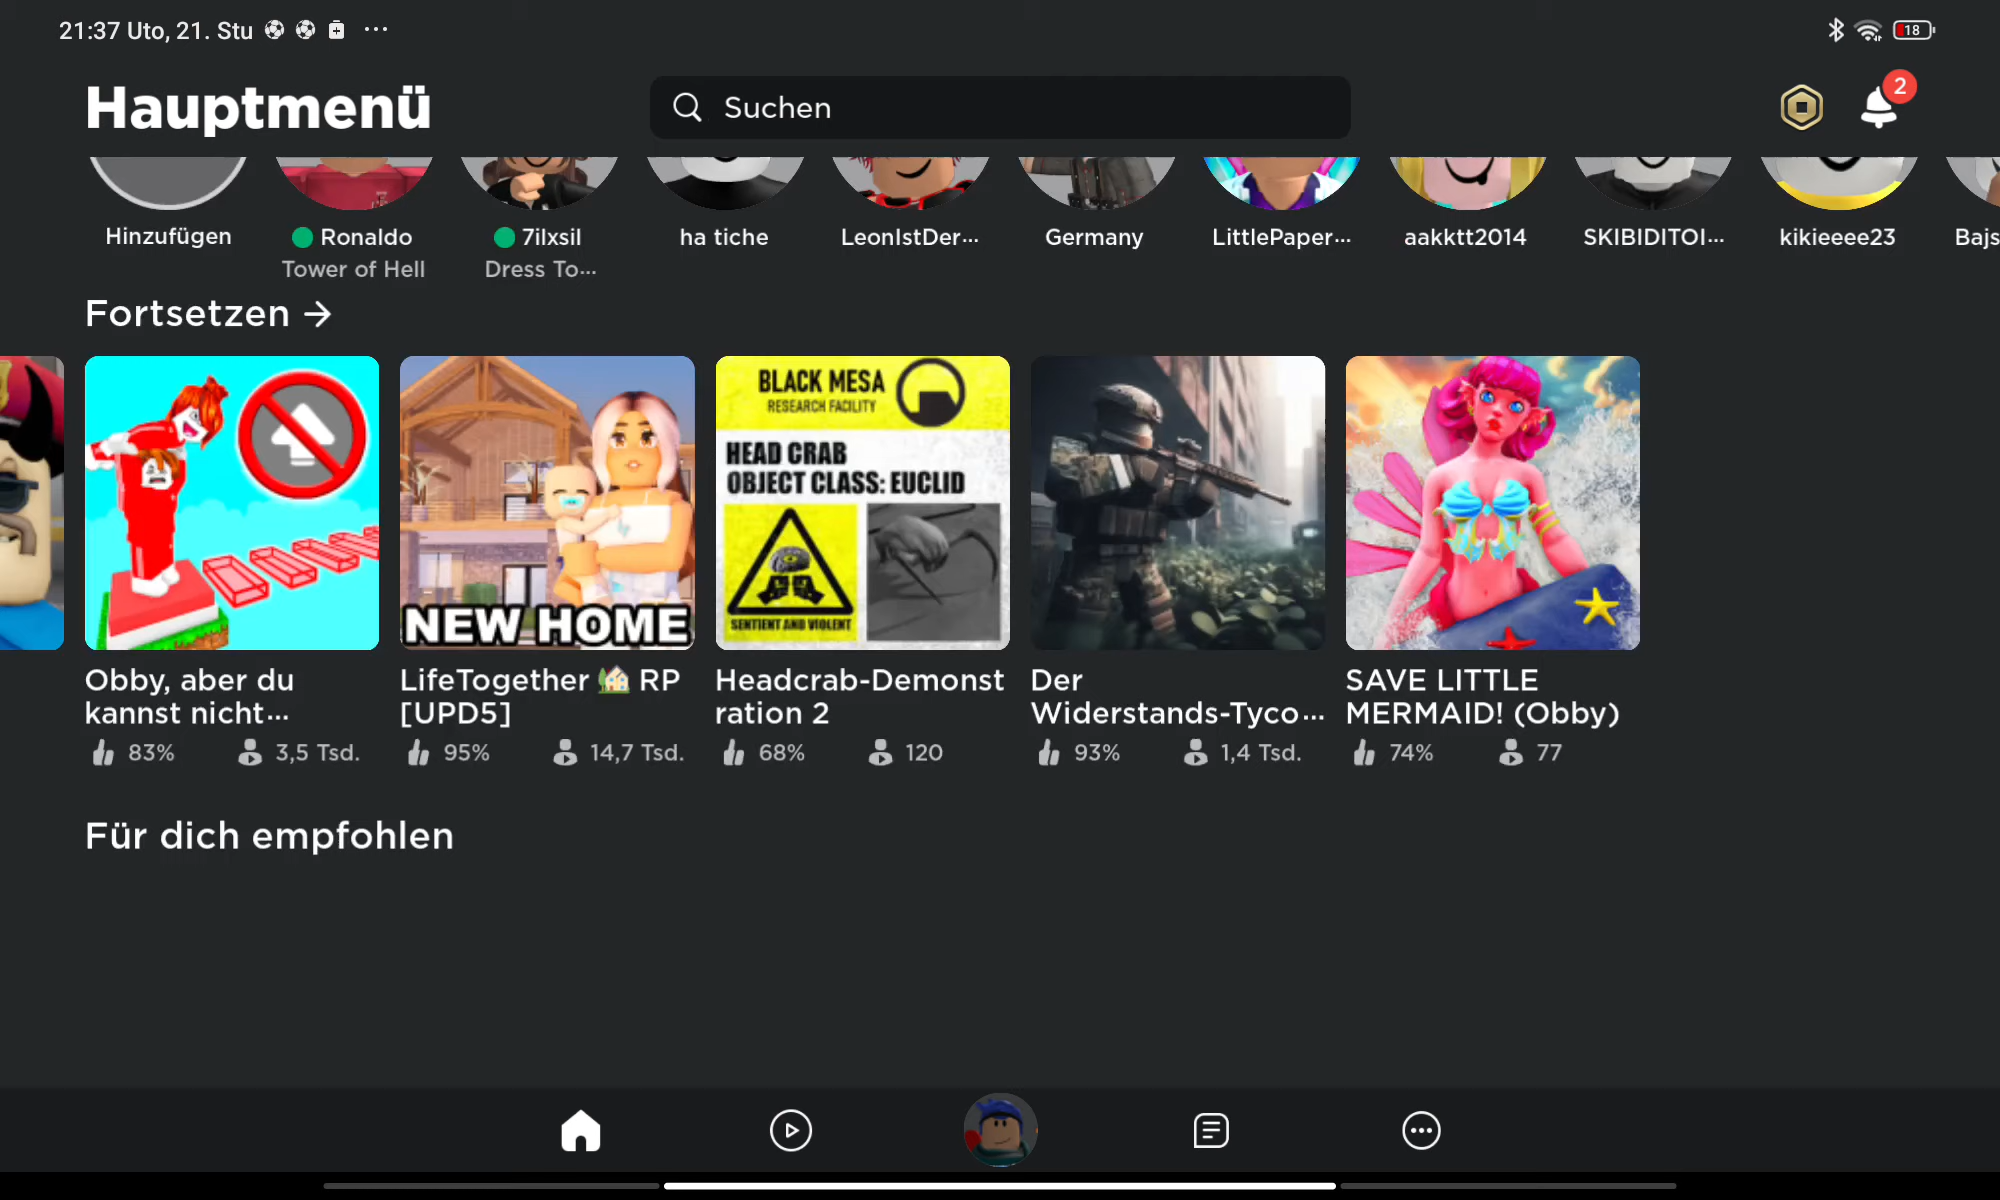 21:37 Uto, 21. Stu ...
18
Hauptmenü
Suchen
2
Hinzufügen
Ronaldo
Tower of Hell
7ilxsil
Dress To...
ha tiche
LeonIstDer...
Germany
LittlePaper...
aakktt2014
SKIBIDITOI...
kikieeee23
Bajs
Fortsetzen →
NEW HOME
BLACK MESA
RESEARCH FACILITY
HEAD CRAB
OBJECT CLASS: EUCLID
SENTIENT AND VIOLENT
Obby, aber du
kannst nicht...
83% 3,5 Tsd.
LifeTogether 🏡 RP
[UPD5]
95% 14,7 Tsd.
Headcrab-Demonst
ration 2
68% 120
Der
Widerstands-Tyco...
93% 1,4 Tsd.
SAVE LITTLE
MERMAID! (Obby)
74% 77
Für dich empfohlen